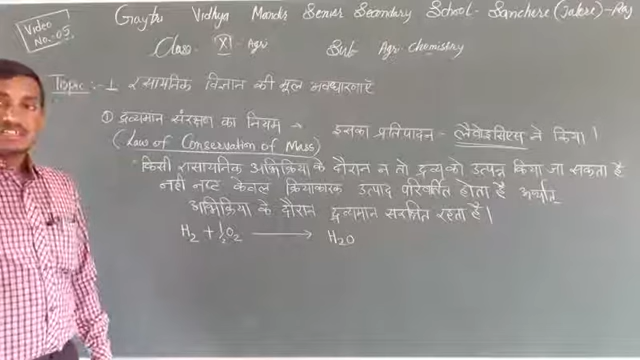 Video No:-05.
Gaytri Vidhya Mandir Senior Secondary School - Sanchore (Jalore) - Raj
Class - XI - Agri Sub - Agr. Chemistry
Topic :- 1 रसायनिक विज्ञान की मूल अवधारणाएँ
① द्रव्यमान संरक्षण का नियम → इसका प्रतिपादन - लैवोइसिएस ने किया।
(Law of Conservation of Mass)
किसी रासायनिक अभिक्रिया के दौरान न तो द्रव्य को उत्पन्न किया जा सकता है
नही नष्ट केवल क्रियाकारक उत्पाद परिवर्तित होता है अर्थात्
अभिक्रिया के दौरान द्रव्यमान संरक्षित रहता है।
H₂ + ½O₂ ⟶ H₂O